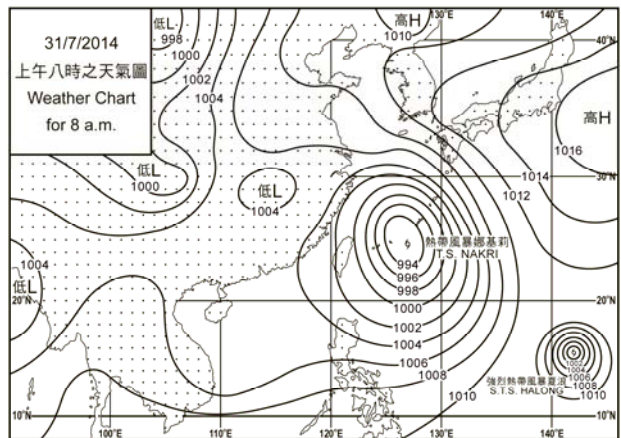 31/7/2014
上午八時之天氣圖
Weather Chart
for 8 a.m.
低L
998
1000
1002
1004
高H
1010
130°E
140°E
40°N
40°N
高H
1016
1014
1012
30°N
30°N
低L
1000
低L
1004
熱帶風暴娜基莉
T.S. NAKRI
994
996
998
1000
1002
1004
1006
1008
1010
1004
低L
20°N
20°N
1002
1004
1006
1008
1010
強烈熱帶風暴夏浪
S.T.S. HALONG
10°N
10°N
100°E
110°E
120°E
130°E
140°E